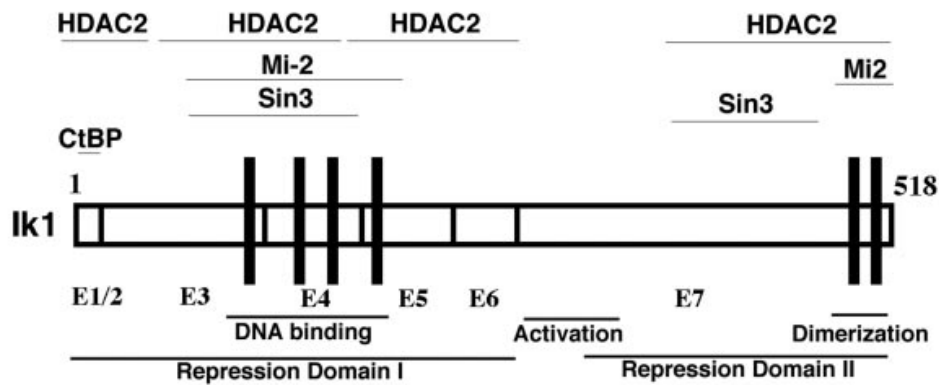 HDAC2 HDAC2 HDAC2 HDAC2
Mi-2 Mi2
Sin3 Sin3
CtBP
1 518
Ik1
E1/2 E3 E4 E5 E6 E7
DNA binding Activation Dimerization
Repression Domain I Repression Domain II